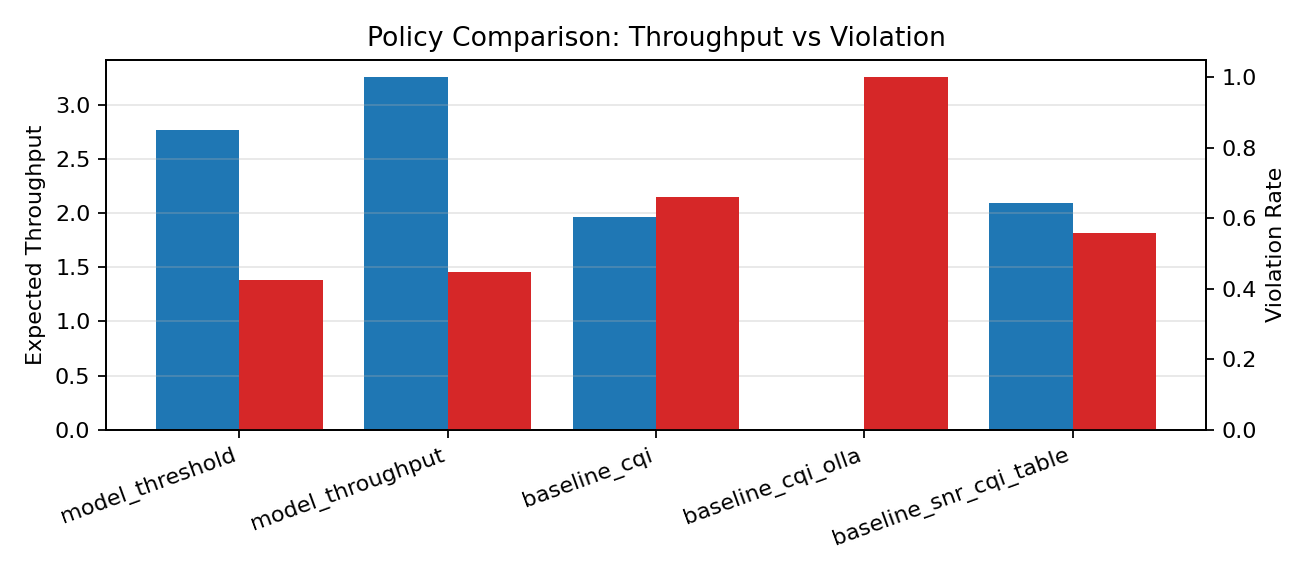 Policy Comparison: Throughput vs Violation
Expected Throughput
3.0
2.5
2.0
1.5
1.0
0.5
0.0
1.0
0.8
0.6
0.4
0.2
0.0
Violation Rate
model_threshold
model_throughput
baseline_cqi
baseline_cqi_olla
baseline_snr_cqi_table